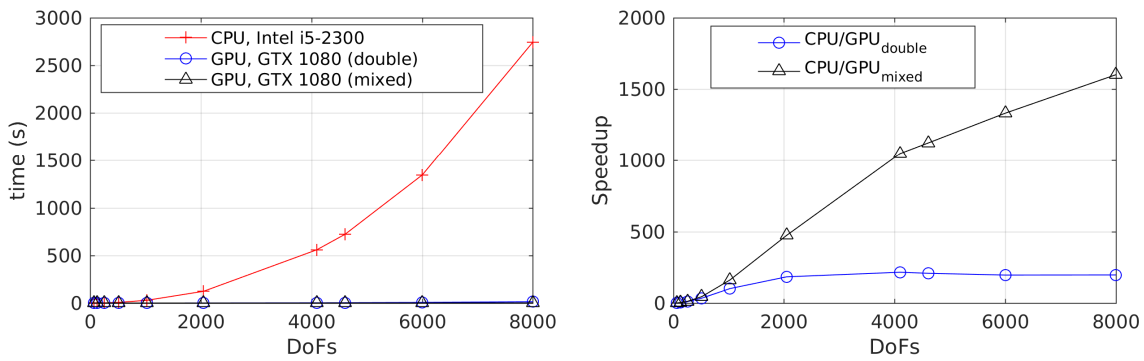 3000
2500
2000
1500
1000
500
0
time (s)
CPU, Intel i5-2300
GPU, GTX 1080 (double)
GPU, GTX 1080 (mixed)
0 2000 4000 6000 8000
DoFs
2000
1500
1000
500
0
Speedup
CPU/GPU_double
CPU/GPU_mixed
0 2000 4000 6000 8000
DoFs